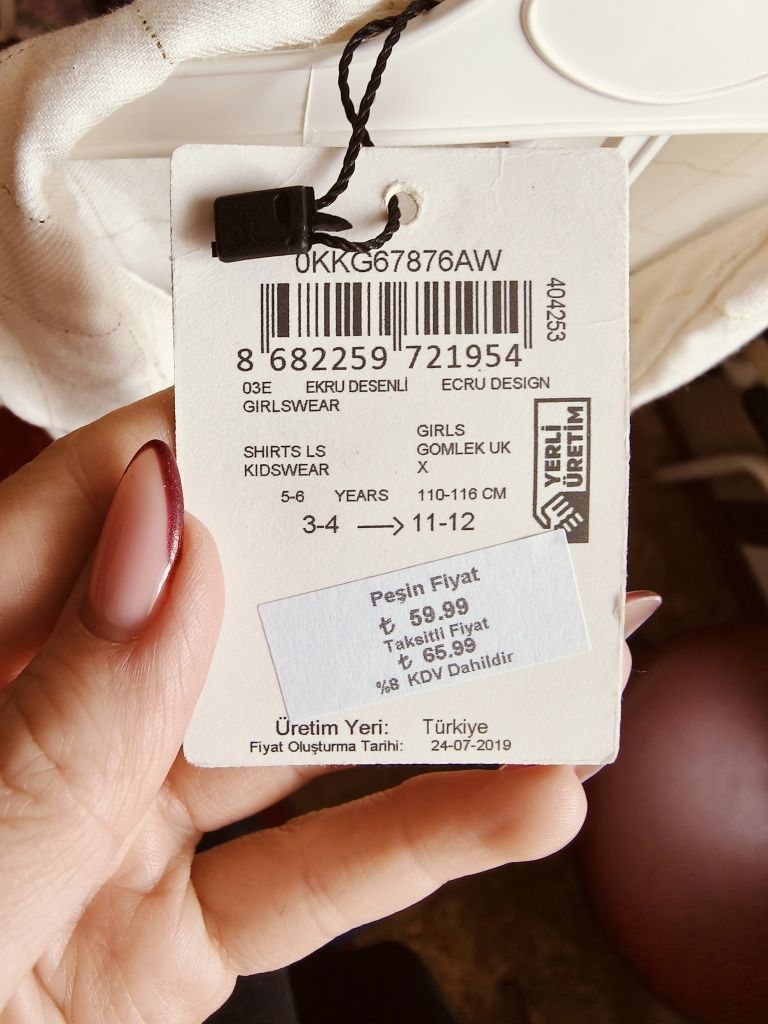 0KKG67876AW
404253
8 682259 721954
03E EKRU DESENLİ ECRU DESIGN
GIRLSWEAR
GIRLS
SHIRTS LS GOMLEK UK
KIDSWEAR X
YERLİ
ÜRETİM
5-6 YEARS 110-116 CM
3-4 → 11-12
Peşin Fiyat
₺ 59.99
Taksitli Fiyat
₺ 65.99
%8 KDV Dahildir
Üretim Yeri: Türkiye
Fiyat Oluşturma Tarihi: 24-07-2019